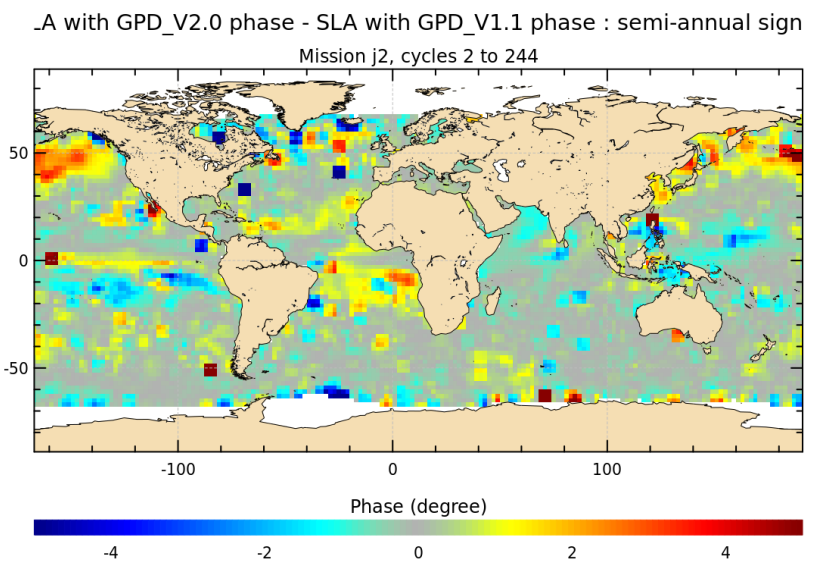 A with GPD_V2.0 phase - SLA with GPD_V1.1 phase : semi-annual sign
Mission j2, cycles 2 to 244
50
0
-50
-100 0 100
Phase (degree)
-4 -2 0 2 4